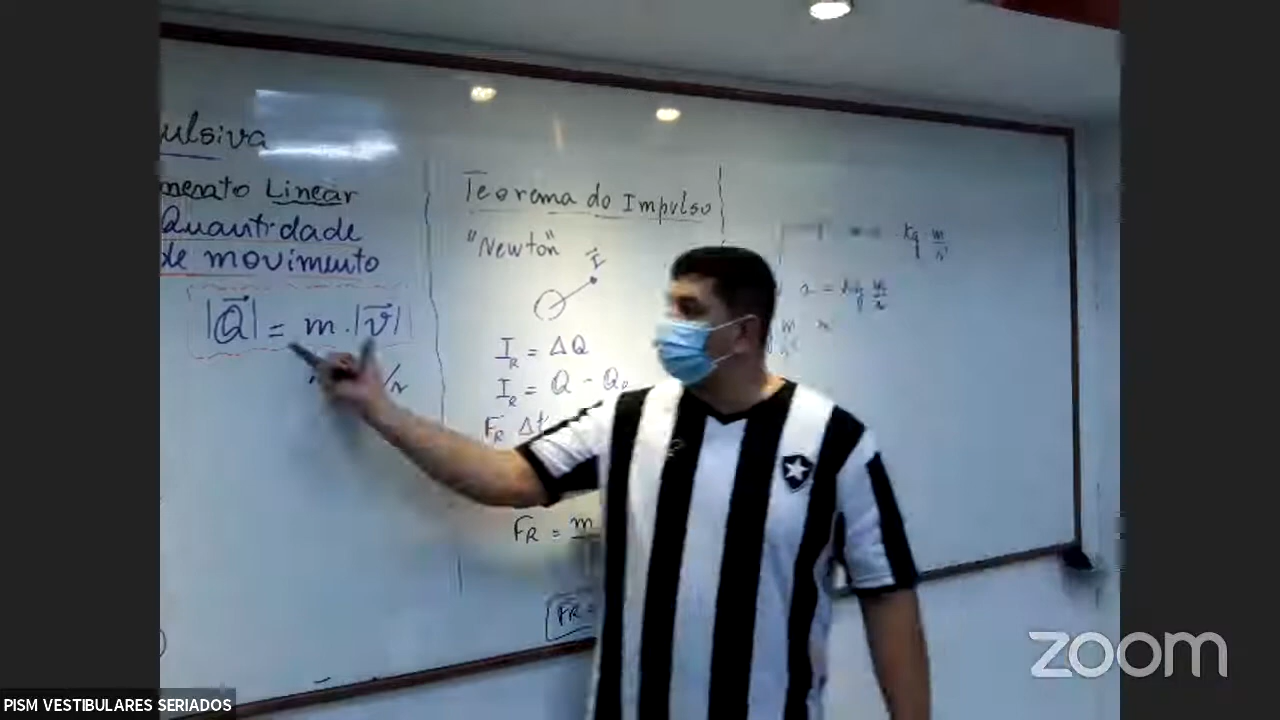 ulsiva
mento Linear
Quantidade
de movimento
|Q⃗| = m . |v⃗|
Teorema do Impulso
"Newton"
I_R = ΔQ
I_R = Q - Q₀
F_R Δt
F_R = m
F_R =
kg m/s
zoom
PISM VESTIBULARES SERIADOS